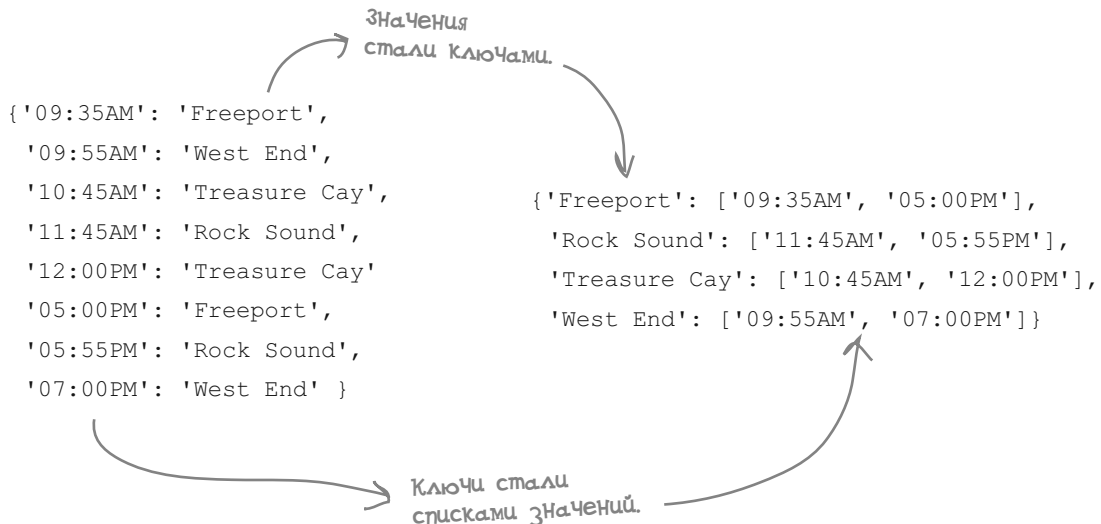 Значения
стали ключами.
{'09:35AM': 'Freeport',
'09:55AM': 'West End',
'10:45AM': 'Treasure Cay',
'11:45AM': 'Rock Sound',
'12:00PM': 'Treasure Cay'
'05:00PM': 'Freeport',
'05:55PM': 'Rock Sound',
'07:00PM': 'West End' }
{'Freeport': ['09:35AM', '05:00PM'],
'Rock Sound': ['11:45AM', '05:55PM'],
'Treasure Cay': ['10:45AM', '12:00PM'],
'West End': ['09:55AM', '07:00PM']}
Ключи стали
списками значений.